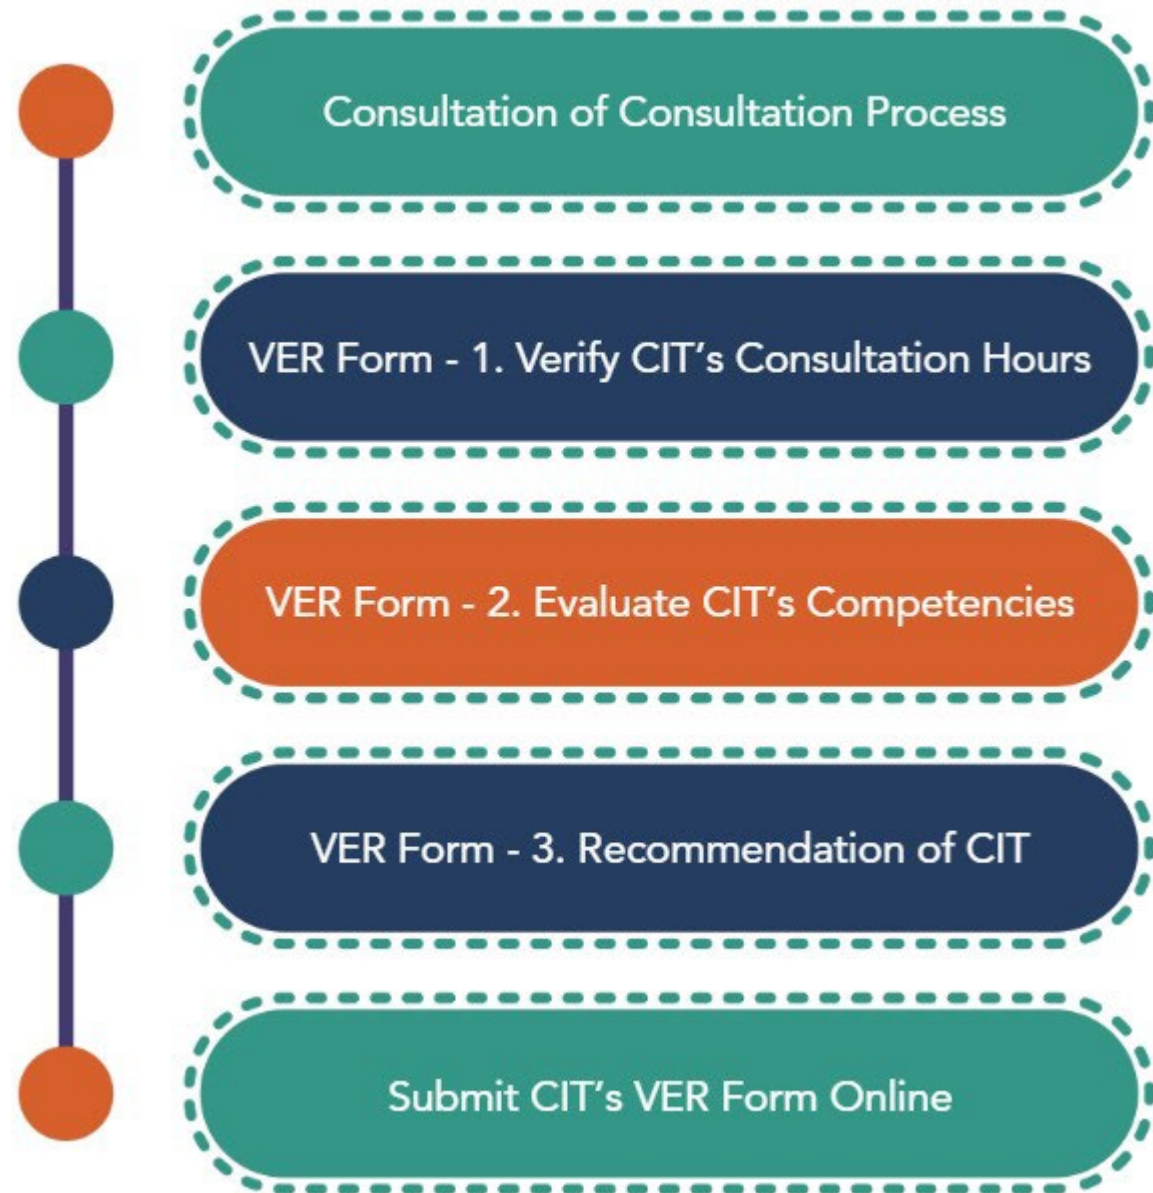 Consultation of Consultation Process
VER Form - 1. Verify CIT's Consultation Hours
VER Form - 2. Evaluate CIT's Competencies
VER Form - 3. Recommendation of CIT
Submit CIT's VER Form Online